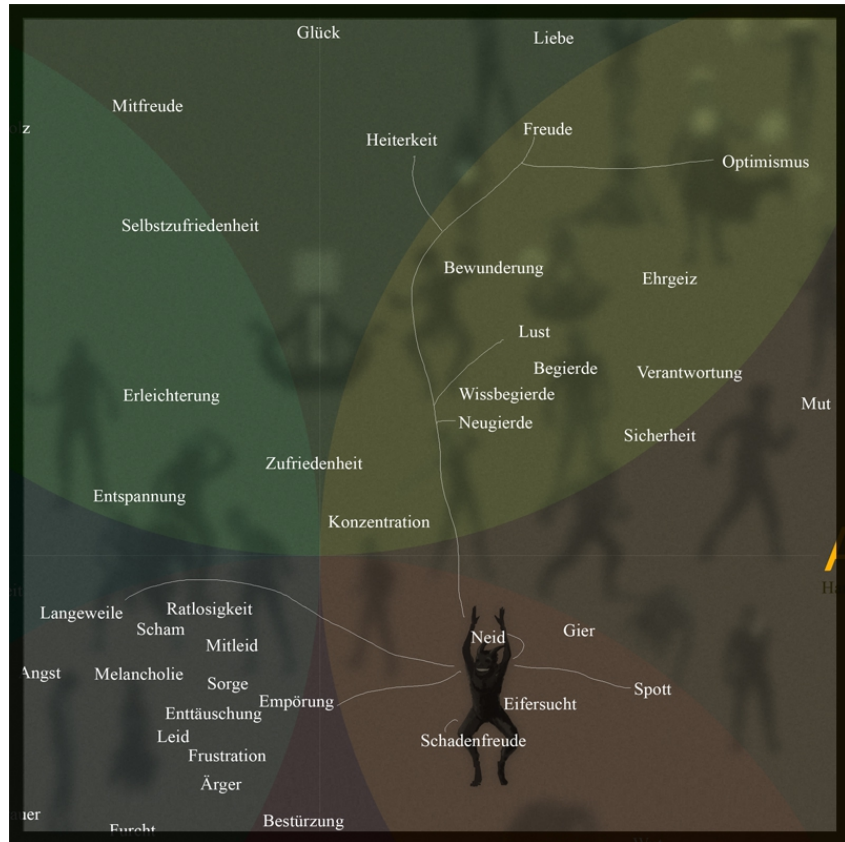 Glück
Liebe
Mitfreude
Freude
Heiterkeit
Optimismus
Selbstzufriedenheit
Bewunderung
Ehrgeiz
Lust
Begierde
Verantwortung
Erleichterung
Wissbegierde
Mut
Neugierde
Sicherheit
Zufriedenheit
Entspannung
Konzentration
Langeweile
Ratlosigkeit
Scham
Gier
Neid
Mitleid
Angst
Melancholie
Sorge
Spott
Empörung
Eifersucht
Enttäuschung
Leid
Schadenfreude
Frustration
Ärger
Bestürzung
Furcht